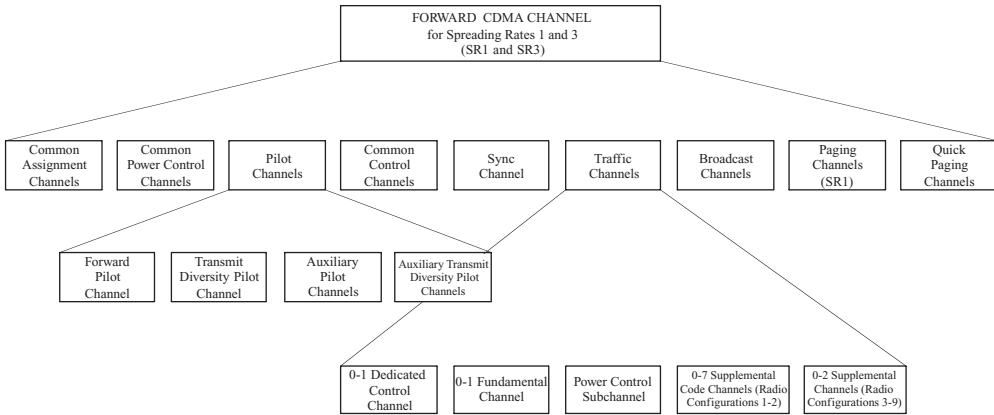 FORWARD CDMA CHANNEL
for Spreading Rates 1 and 3
(SR1 and SR3)
Common
Assignment
Channels
Common
Power Control
Channels
Pilot
Channels
Common
Control
Channels
Sync
Channel
Traffic
Channels
Broadcast
Channels
Paging
Channels
(SR1)
Quick
Paging
Channels
Forward
Pilot
Channel
Transmit
Diversity Pilot
Channel
Auxiliary
Pilot
Channels
Auxiliary Transmit
Diversity Pilot
Channels
0-1 Dedicated
Control
Channel
0-1 Fundamental
Channel
Power Control
Subchannel
0-7 Supplemental
Code Channels (Radio
Configurations 1-2)
0-2 Supplemental
Channels (Radio
Configurations 3-9)